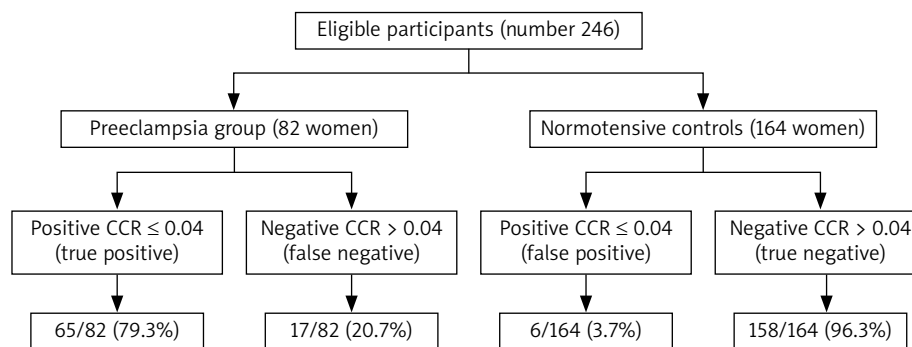 Eligible participants (number 246)
Preeclampsia group (82 women)
Normotensive controls (164 women)
Positive CCR ≤ 0.04
(true positive)
Negative CCR > 0.04
(false negative)
Positive CCR ≤ 0.04
(false positive)
Negative CCR > 0.04
(true negative)
65/82 (79.3%)
17/82 (20.7%)
6/164 (3.7%)
158/164 (96.3%)